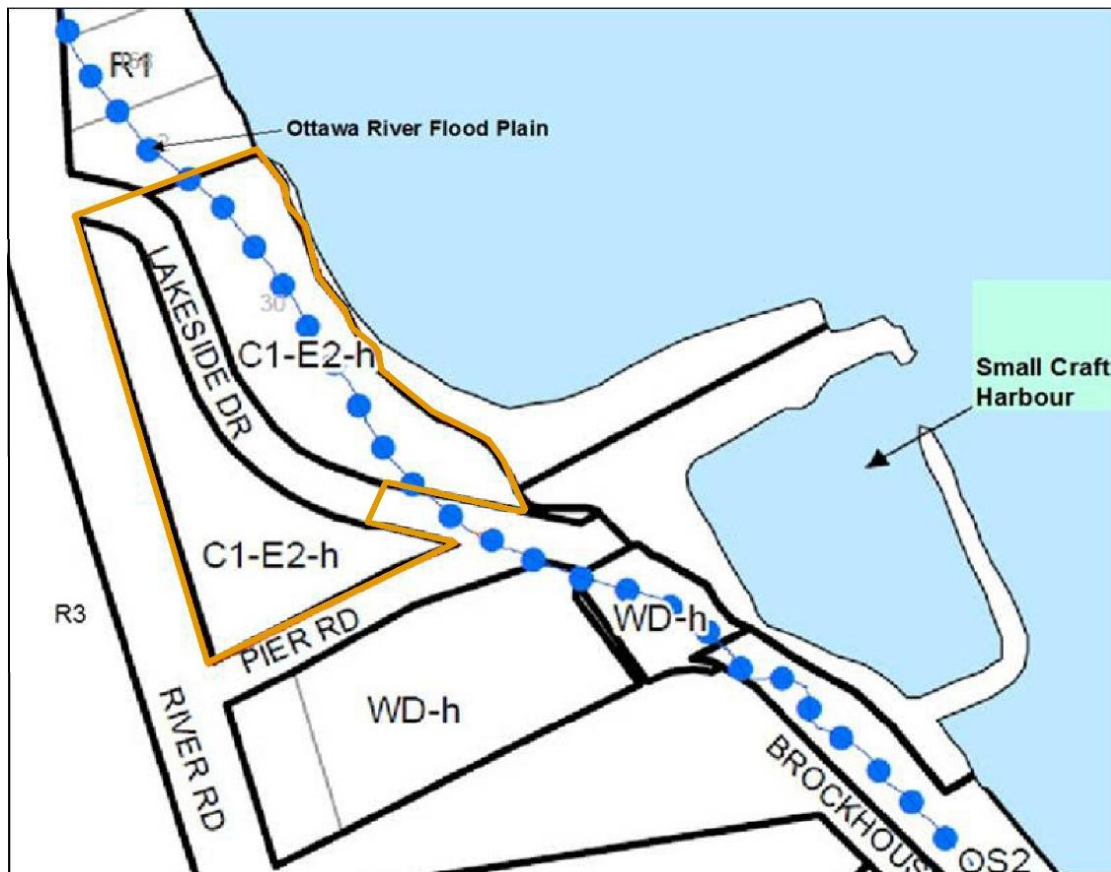 R1
Ottawa River Flood Plain
30
LAKESIDE DR
C1-E2-h
Small Craft
Harbour
C1-E2-h
R3
PIER RD
WD-h
WD-h
RIVER RD
BROCKHOUS
OS2